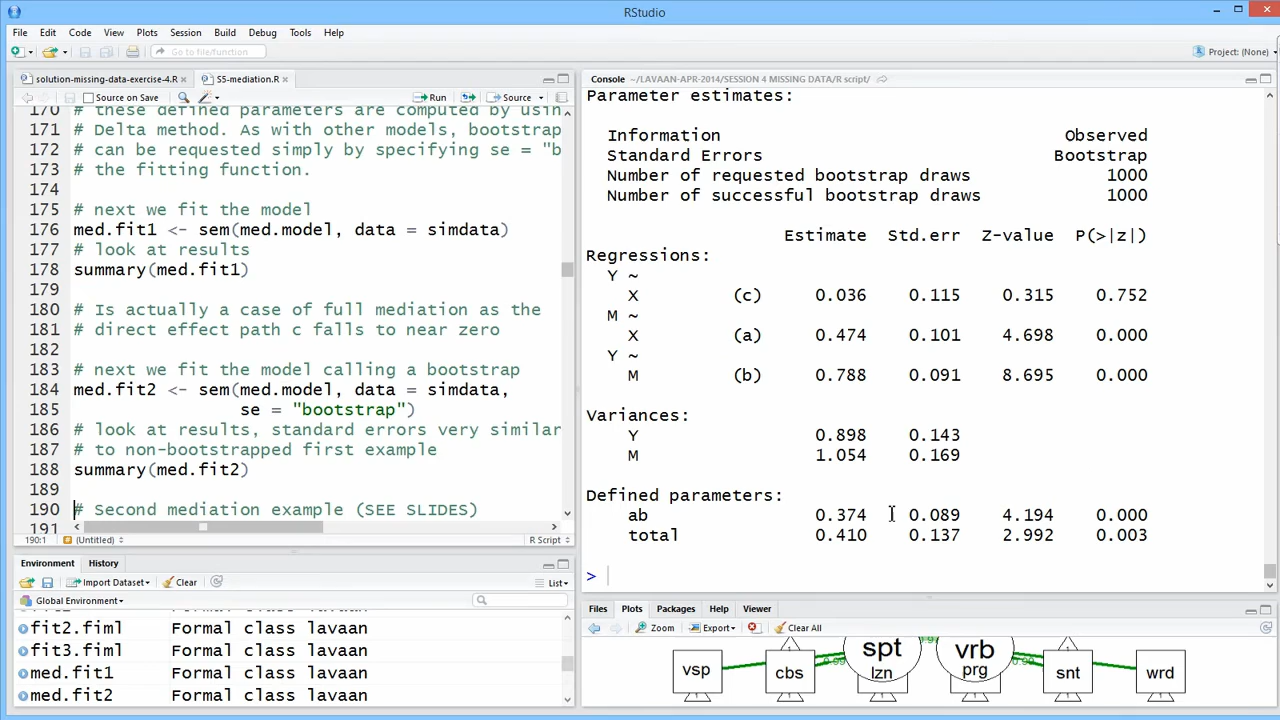 RStudio
File Edit Code View Plots Session Build Debug Tools Help
Go to file/function
Project: (None)
solution-missing-data-exercise-4.R
S5-mediation.R
Source on Save
Run
Source
170 # these defined parameters are computed by usin
171 # Delta method. As with other models, bootstrap
172 # can be requested simply by specifying se = "b
173 # the fitting function.
174
175 # next we fit the model
176 med.fit1 <- sem(med.model, data = simdata)
177 # look at results
178 summary(med.fit1)
179
180 # Is actually a case of full mediation as the
181 # direct effect path c falls to near zero
182
183 # next we fit the model calling a bootstrap
184 med.fit2 <- sem(med.model, data = simdata,
185 se = "bootstrap")
186 # look at results, standard errors very similar
187 # to non-bootstrapped first example
188 summary(med.fit2)
189
190 # Second mediation example (SEE SLIDES)
191
190:1 (Untitled) R Script
Environment History
Import Dataset Clear List
Global Environment
fit2.fiml Formal class lavaan
fit3.fiml Formal class lavaan
med.fit1 Formal class lavaan
med.fit2 Formal class lavaan
Console ~/LAVAAN-APR-2014/SESSION 4 MISSING DATA/R script/
Parameter estimates:
Information Observed
Standard Errors Bootstrap
Number of requested bootstrap draws 1000
Number of successful bootstrap draws 1000
Estimate Std.err Z-value P(>|z|)
Regressions:
Y ~
X (c) 0.036 0.115 0.315 0.752
M ~
X (a) 0.474 0.101 4.698 0.000
Y ~
M (b) 0.788 0.091 8.695 0.000
Variances:
Y 0.898 0.143
M 1.054 0.169
Defined parameters:
ab 0.374 0.089 4.194 0.000
total 0.410 0.137 2.992 0.003
>
Files Plots Packages Help Viewer
Zoom Export Clear All
spt vrb
vsp cbs lzn prg snt wrd